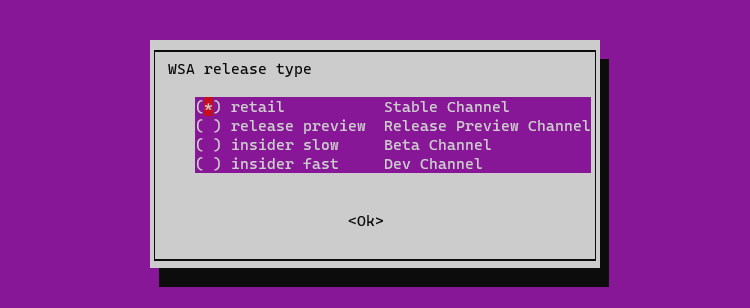 WSA release type
(*) retail Stable Channel
( ) release preview Release Preview Channel
( ) insider slow Beta Channel
( ) insider fast Dev Channel
<Ok>